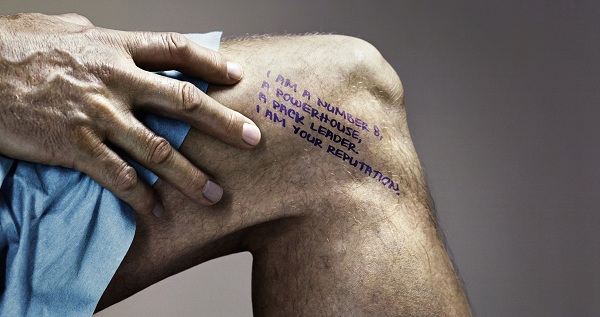 I AM A NUMBER 8,
A POWERHOUSE,
A PACK LEADER.
I AM YOUR REPUTATION.